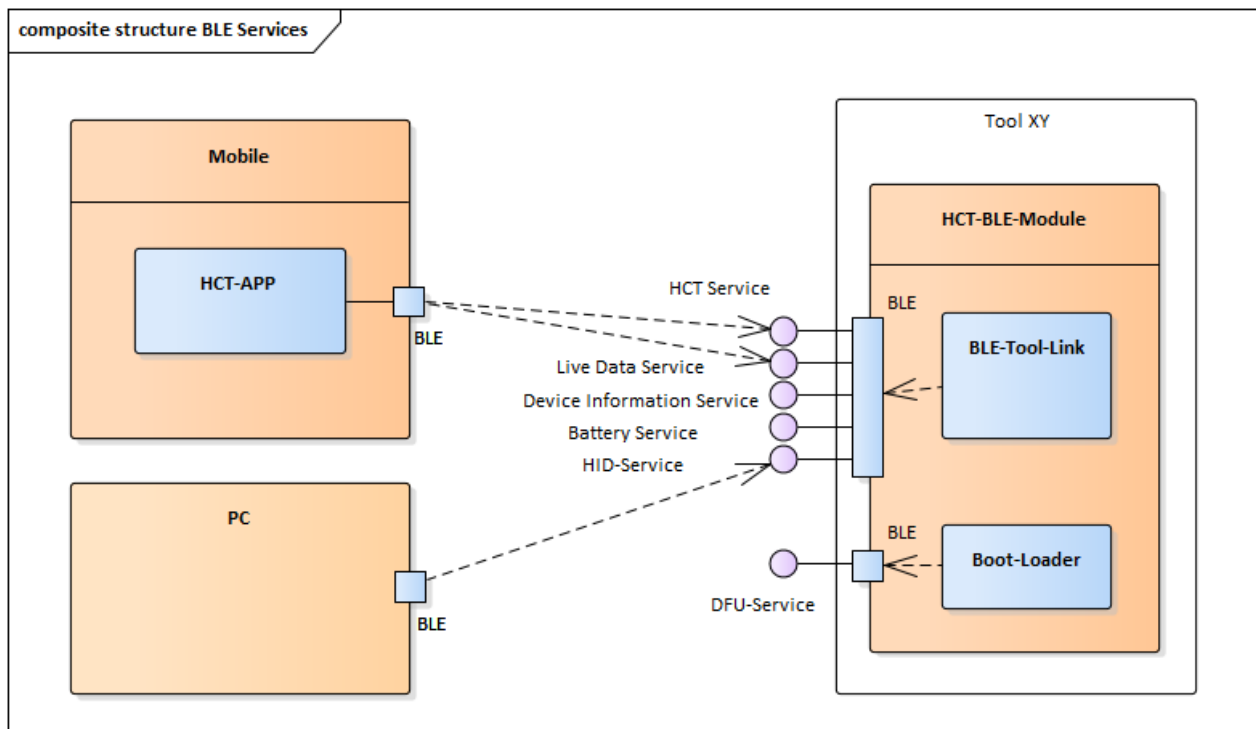 composite structure BLE Services
Tool XY
Mobile
HCT-BLE-Module
HCT-APP
HCT Service
BLE
BLE
BLE-Tool-Link
Live Data Service
Device Information Service
Battery Service
HID-Service
PC
BLE
Boot-Loader
DFU-Service
BLE